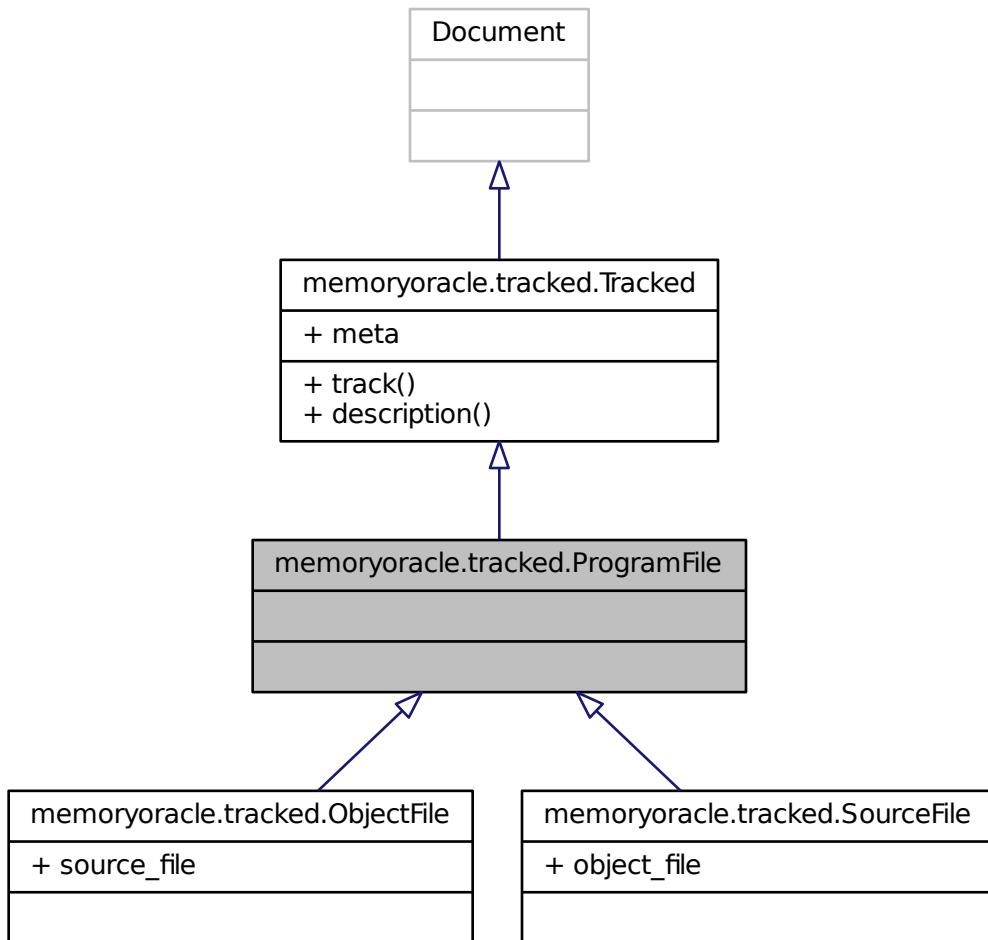 Document
memoryoracle.tracked.Tracked
+ meta
+ track()
+ description()
memoryoracle.tracked.ProgramFile
memoryoracle.tracked.ObjectFile
+ source_file
memoryoracle.tracked.SourceFile
+ object_file